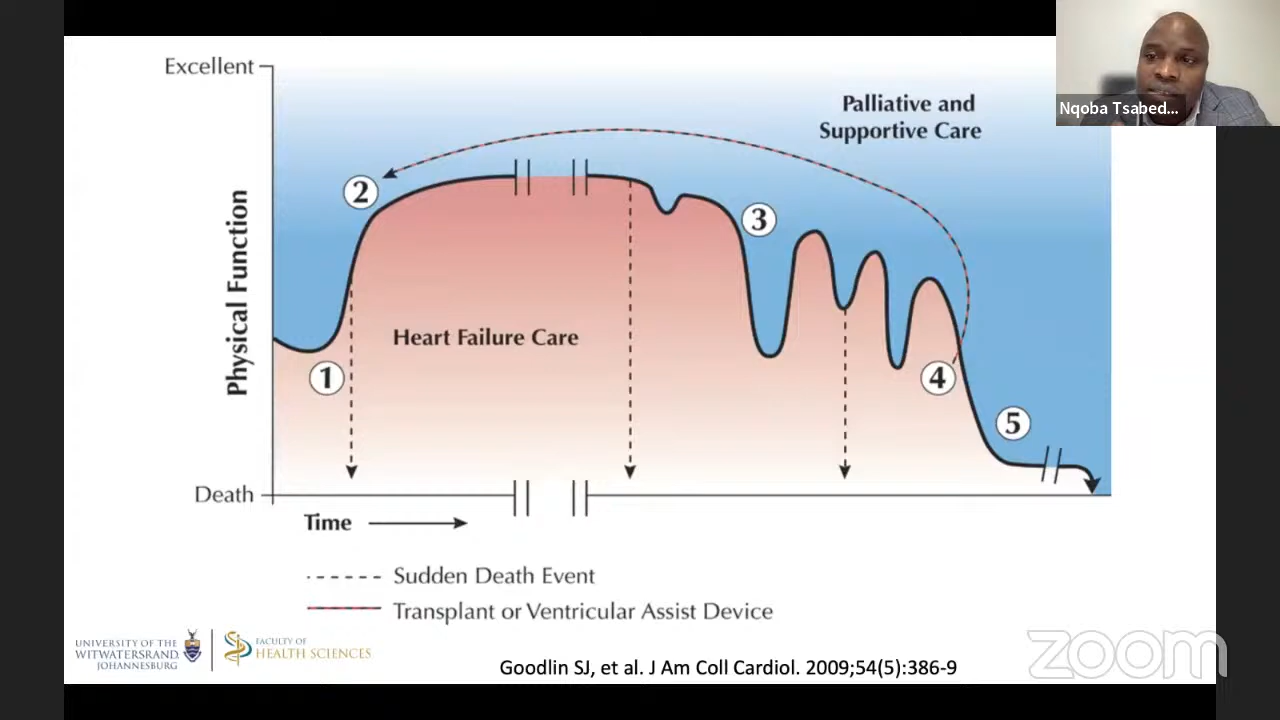 Nqoba Tsabed...
Excellent
Palliative and
Supportive Care
2
3
Physical Function
Heart Failure Care
1
4
5
Death
Time
Sudden Death Event
Transplant or Ventricular Assist Device
UNIVERSITY OF THE
WITWATERSRAND,
JOHANNESBURG
FACULTY OF
HEALTH SCIENCES
Goodlin SJ, et al. J Am Coll Cardiol. 2009;54(5):386-9
zoom